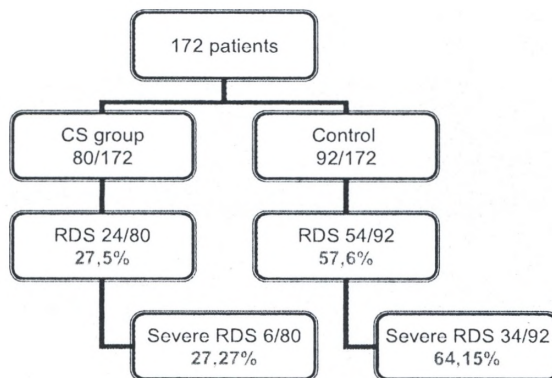 172 patients
CS group
80/172
Control
92/172
RDS 24/80
27,5%
RDS 54/92
57,6%
Severe RDS 6/80
27,27%
Severe RDS 34/92
64,15%